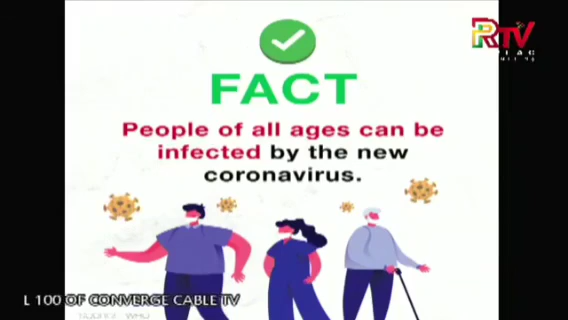 RTV
FACT
People of all ages can be
infected by the new
coronavirus.
L 100 OF CONVERGE CABLE TV